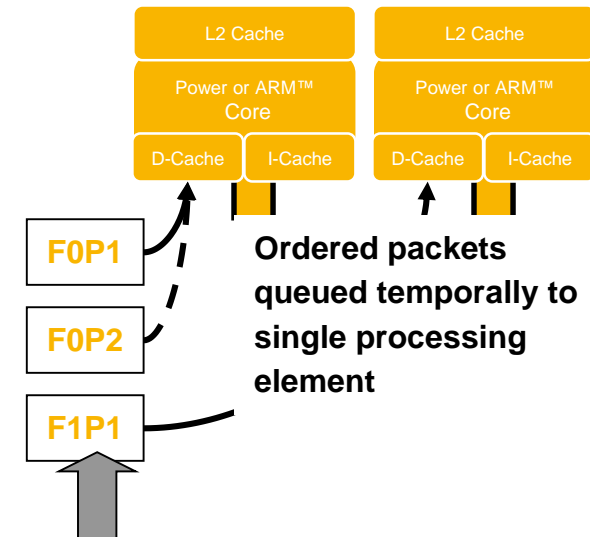 L2 Cache
L2 Cache
Power or ARM™
Core
Power or ARM™
Core
D-Cache
I-Cache
D-Cache
I-Cache
F0P1
F0P2
F1P1
Ordered packets
queued temporally to
single processing
element